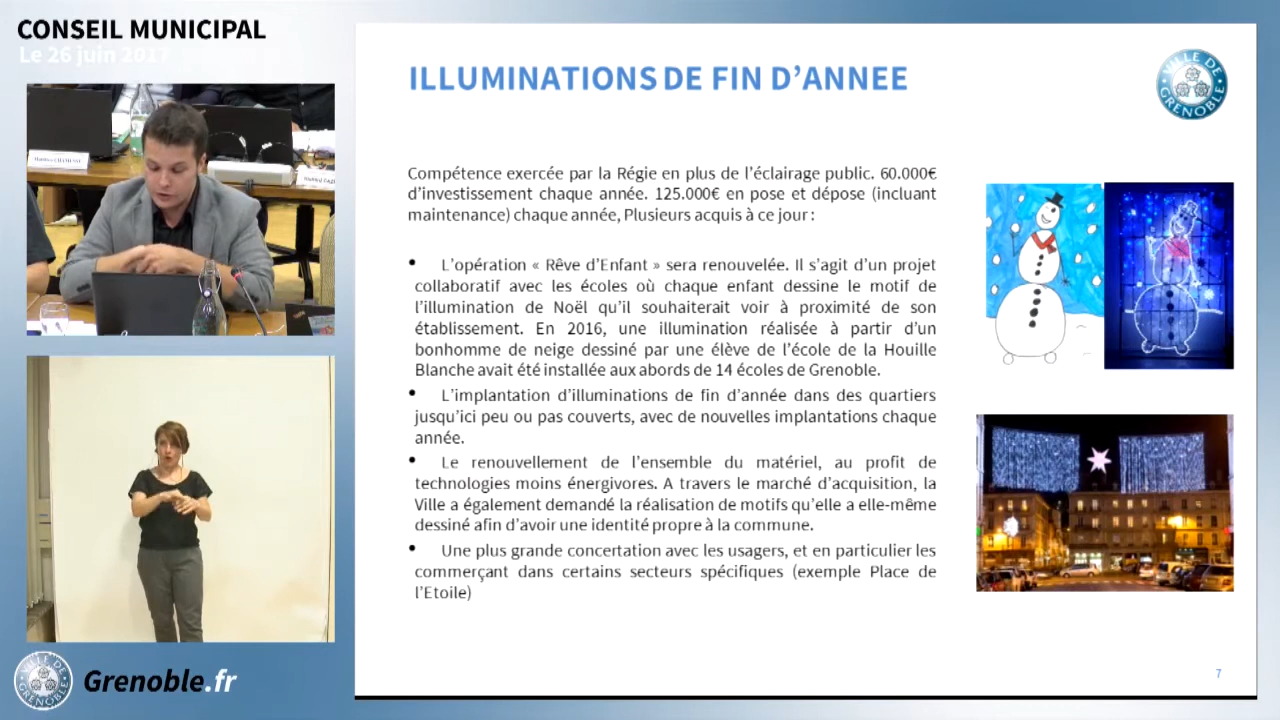 CONSEIL MUNICIPAL
Le 26 juin 2017
ILLUMINATIONS DE FIN D'ANNEE
VILLE DE GRENOBLE
Compétence exercée par la Régie en plus de l'éclairage public. 60.000€
d'investissement chaque année. 125.000€ en pose et dépose (incluant
maintenance) chaque année, Plusieurs acquis à ce jour :
• L'opération « Rêve d'Enfant » sera renouvelée. Il s'agit d'un projet
collaboratif avec les écoles où chaque enfant dessine le motif de
l'illumination de Noël qu'il souhaiterait voir à proximité de son
établissement. En 2016, une illumination réalisée à partir d'un
bonhomme de neige dessiné par une élève de l'école de la Houille
Blanche avait été installée aux abords de 14 écoles de Grenoble.
• L'implantation d'illuminations de fin d'année dans des quartiers
jusqu'ici peu ou pas couverts, avec de nouvelles implantations chaque
année.
• Le renouvellement de l'ensemble du matériel, au profit de
technologies moins énergivores. A travers le marché d'acquisition, la
Ville a également demandé la réalisation de motifs qu'elle a elle-même
dessiné afin d'avoir une identité propre à la commune.
• Une plus grande concertation avec les usagers, et en particulier les
commerçant dans certains secteurs spécifiques (exemple Place de
l'Etoile)
7
VILLE DE GRENOBLE
Grenoble.fr